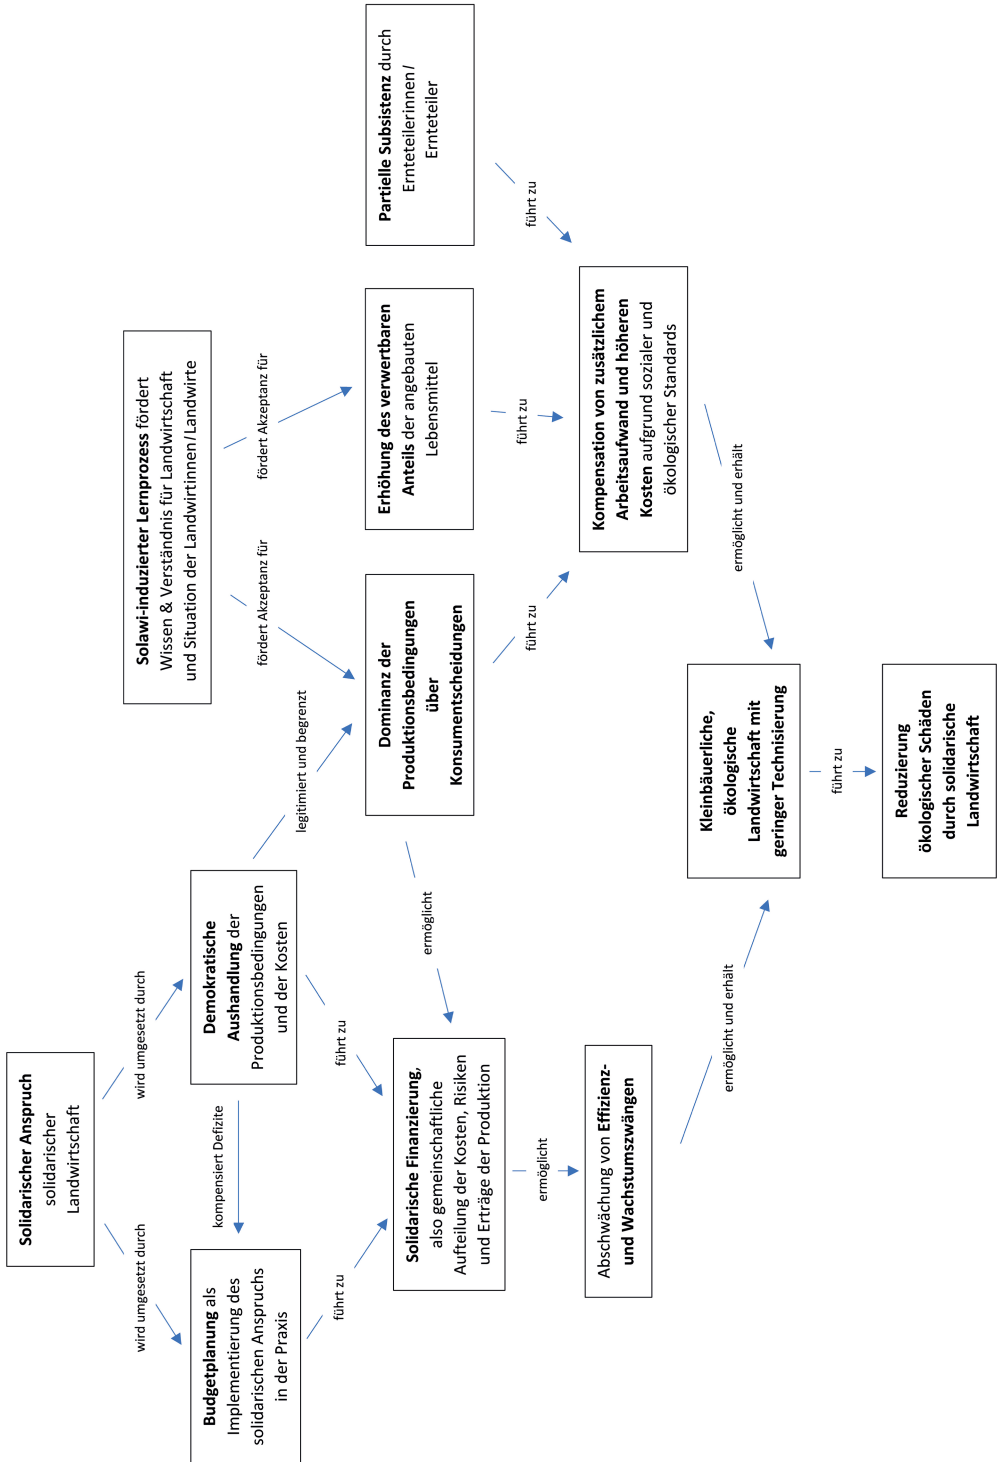 Solidarischer Anspruch
solidarischer
Landwirtschaft
wird umgesetzt durch
wird umgesetzt durch
Solawi-induzierter Lernprozess fördert
Wissen & Verständnis für Landwirtschaft
und Situation der Landwirtinnen/Landwirte
Budgetplanung als
Implementierung des
solidarischen Anspruchs
in der Praxis
kompensiert Defizite
Demokratische
Aushandlung der
Produktionsbedingungen
und der Kosten
legitimiert und begrenzt
fördert Akzeptanz für
fördert Akzeptanz für
führt zu
führt zu
Dominanz der
Produktionsbedingungen
über
Konsumentscheidungen
Erhöhung des verwertbaren
Anteils der angebauten
Lebensmittel
Partielle Subsistenz durch
Ernteteilerinnen/
Ernteteiler
ermöglicht
Solidarische Finanzierung,
also gemeinschaftliche
Aufteilung der Kosten, Risiken
und Erträge der Produktion
führt zu
führt zu
führt zu
ermöglicht
Abschwächung von Effizienz-
und Wachstumszwängen
Kompensation von zusätzlichem
Arbeitsaufwand und höheren
Kosten aufgrund sozialer und
ökologischer Standards
ermöglicht und erhält
ermöglicht und erhält
Kleinbäuerliche,
ökologische
Landwirtschaft mit
geringer Technisierung
führt zu
Reduzierung
ökologischer Schäden
durch solidarische
Landwirtschaft